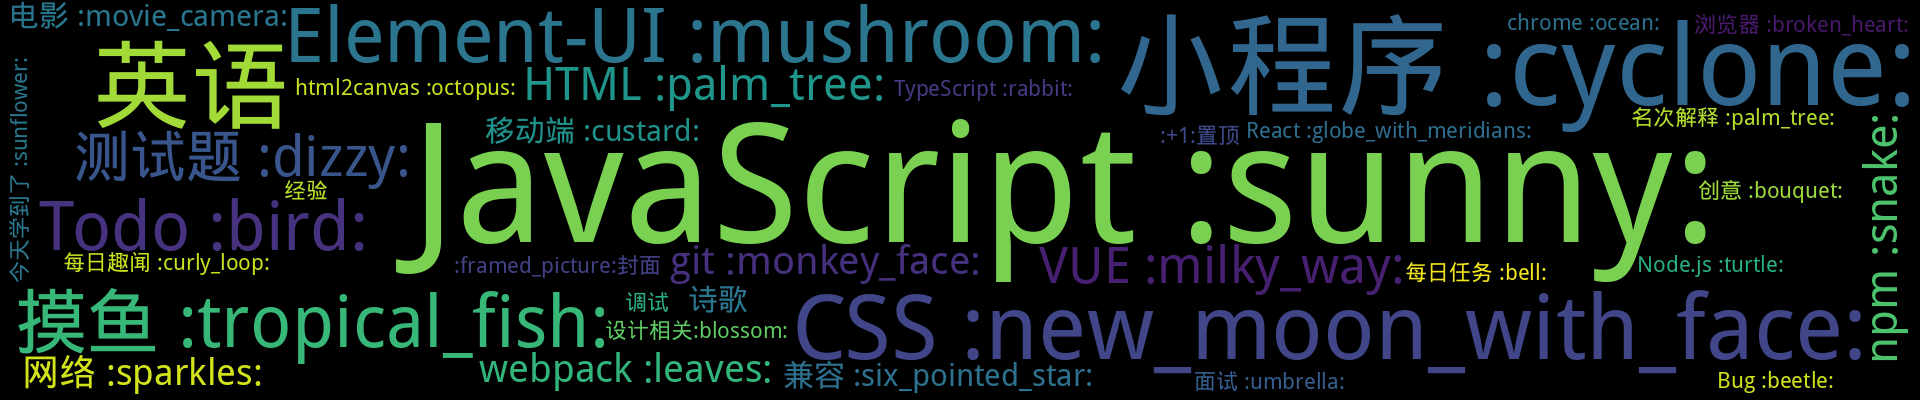 电影 :movie_camera:
Element-UI :mushroom:
小程序 :cyclone:
chrome :ocean:
浏览器 :broken_heart:
英语
html2canvas :octopus:
HTML :palm_tree:
TypeScript :rabbit:
今天学到了 :sunflower:
测试题 :dizzy:
移动端 :custard:
JavaScript :sunny:
:+1:置顶
React :globe_with_meridians:
名次解释 :palm_tree:
经验
Todo :bird:
创意 :bouquet:
npm :snake:
每日趣闻 :curly_loop:
:framed_picture:封面
git :monkey_face:
VUE :milky_way:
每日任务 :bell:
Node.js :turtle:
摸鱼 :tropical_fish:
调试
诗歌
设计相关:blossom:
CSS :new_moon_with_face:
网络 :sparkles:
webpack :leaves:
兼容 :six_pointed_star:
面试 :umbrella:
Bug :beetle: